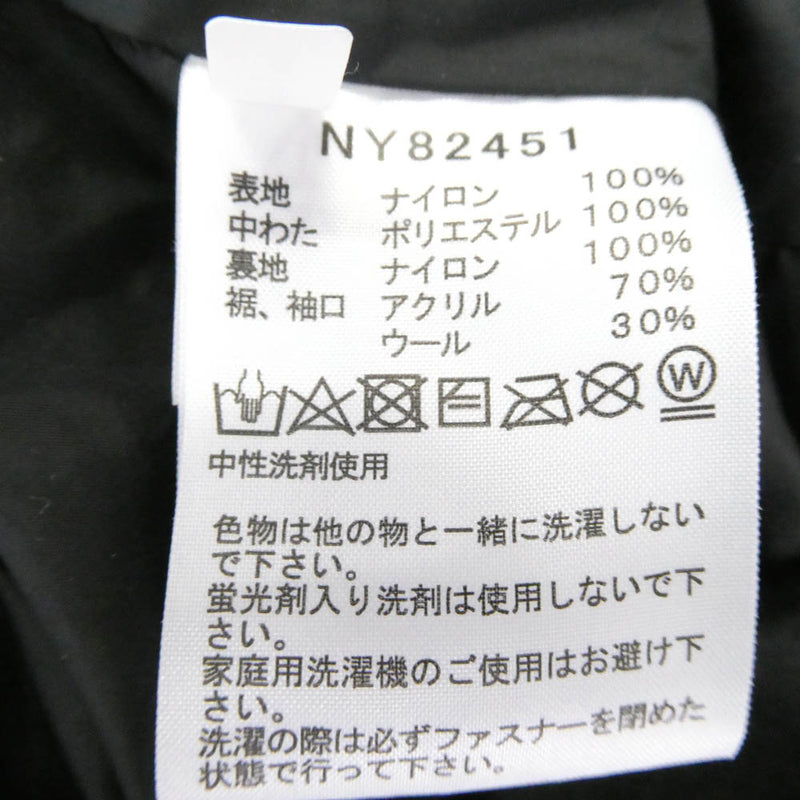 NY82451
表地 ナイロン 100%
中わた ポリエステル 100%
裏地 ナイロン 100%
裾、袖口 アクリル 70%
ウール 30%
W
中性洗剤使用
色物は他の物と一緒に洗濯しない
で下さい。
蛍光剤入り洗剤は使用しないで下
さい。
家庭用洗濯機のご使用はお避け下
さい。
洗濯の際は必ずファスナーを閉めた
状態で行って下さい。